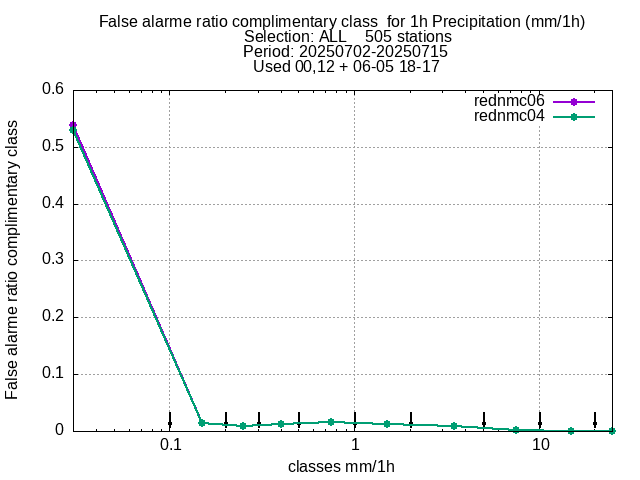 False alarme ratio complimentary class  for 1h Precipitation (mm/1h)
Selection: ALL    505 stations
Period: 20250702-20250715
Used 00,12 + 06-05 18-17
rednmc06
rednmc04
False alarme ratio complimentary class
0.6
0.5
0.4
0.3
0.2
0.1
0
0.1
1
10
classes mm/1h